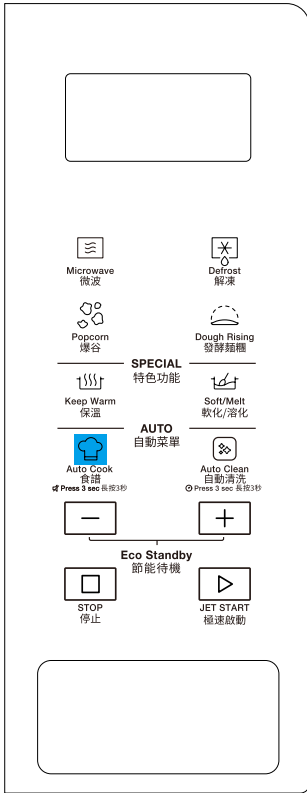 Microwave
微波
Defrost
解凍
Popcorn
爆谷
Dough Rising
發酵麵糰
SPECIAL
特色功能
Keep Warm
保溫
Soft/Melt
軟化/溶化
AUTO
自動菜單
Auto Cook
食譜
Press 3 sec 長按3秒
Auto Clean
自動清洗
Press 3 sec 長按3秒
Eco Standby
節能待機
STOP
停止
JET START
極速啟動